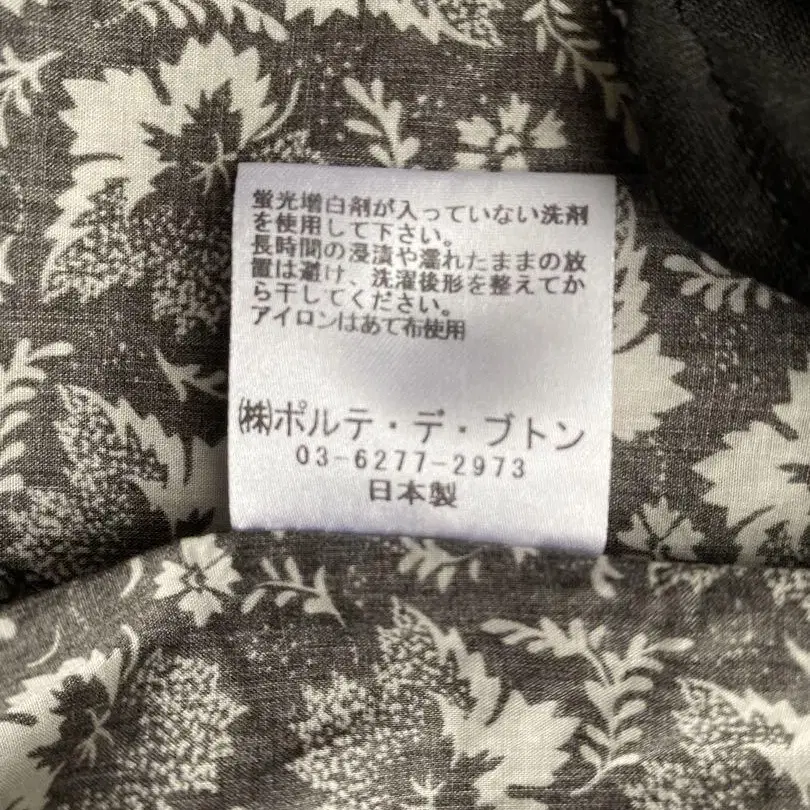 蛍光増白剤が入っていない洗剤
を使用して下さい。
長時間の浸漬や濡れたままの放
置は避け、洗濯後形を整えてか
ら干してください。
アイロンはあて布使用
㈱ポルテ・デ・ブトン
03-6277-2973
日本製